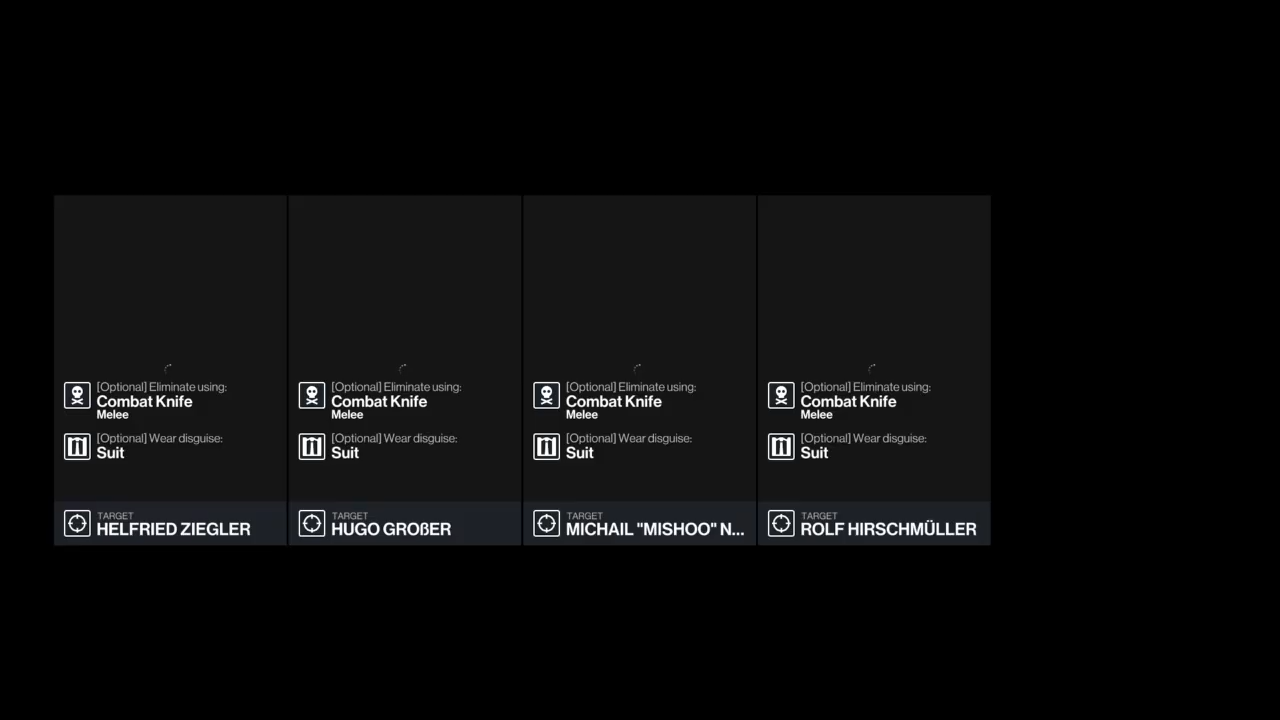 [Optional] Eliminate using:
Combat Knife
Melee
[Optional] Wear disguise:
Suit
TARGET
HELFRIED ZIEGLER
[Optional] Eliminate using:
Combat Knife
Melee
[Optional] Wear disguise:
Suit
TARGET
HUGO GROßER
[Optional] Eliminate using:
Combat Knife
Melee
[Optional] Wear disguise:
Suit
TARGET
MICHAIL "MISHOO" N...
[Optional] Eliminate using:
Combat Knife
Melee
[Optional] Wear disguise:
Suit
TARGET
ROLF HIRSCHMÜLLER